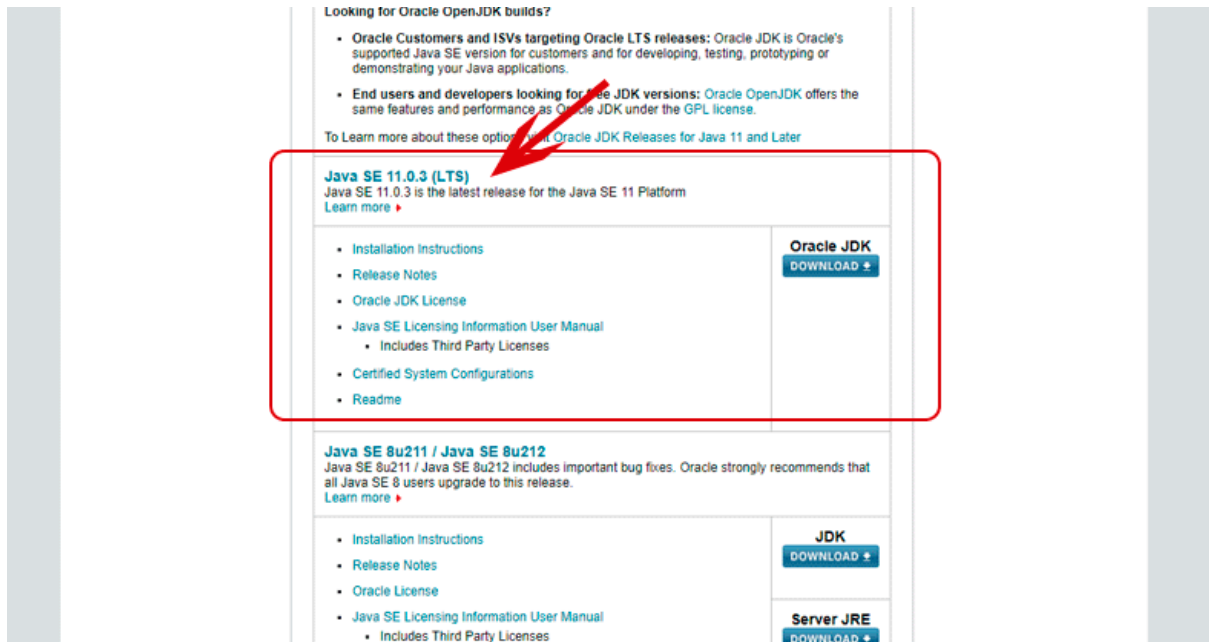 Looking for Oracle OpenJDK builds?
Oracle Customers and ISVs targeting Oracle LTS releases: Oracle JDK is Oracle's
supported Java SE version for customers and for developing, testing, prototyping or
demonstrating your Java applications.
End users and developers looking for free JDK versions: Oracle OpenJDK offers the
same features and performance as Oracle JDK under the GPL license.
To Learn more about these options visit Oracle JDK Releases for Java 11 and Later
Java SE 11.0.3 (LTS)
Java SE 11.0.3 is the latest release for the Java SE 11 Platform
Learn more
Installation Instructions
Release Notes
Oracle JDK License
Java SE Licensing Information User Manual
Includes Third Party Licenses
Certified System Configurations
Readme
Oracle JDK
DOWNLOAD
Java SE 8u211 / Java SE 8u212
Java SE 8u211 / Java SE 8u212 includes important bug fixes. Oracle strongly recommends that
all Java SE 8 users upgrade to this release.
Learn more
Installation Instructions
Release Notes
Oracle License
Java SE Licensing Information User Manual
Includes Third Party Licenses
JDK
DOWNLOAD
Server JRE
DOWNLOAD